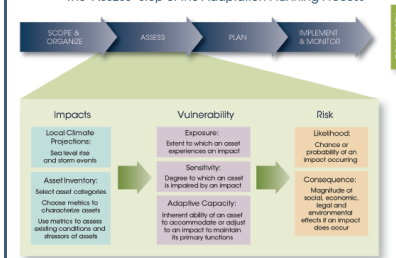 The "Assess" Step of the Adaptation Planning Process
SCOPE &
ORGANIZE
ASSESS
PLAN
IMPLEMENT
& MONITOR
Impacts
Local Climate
Projections:
Sea level rise
and storm events
Asset Inventory:
Select asset categories
Choose metrics to
characterize assets
Use metrics to assess
existing conditions and
stressors of assets
Vulnerability
Exposure:
Extent to which an asset
experiences an impact
Sensitivity:
Degree to which an asset
is impaired by an impact
Adaptive Capacity:
Inherent ability of an asset
to accommodate or adjust
to an impact to maintain
its primary functions
Risk
Likelihood:
Chance or
probability of an
impact occurring
Consequence:
Magnitude of
social, economic,
legal and
environmental
effects if an impact
does occur